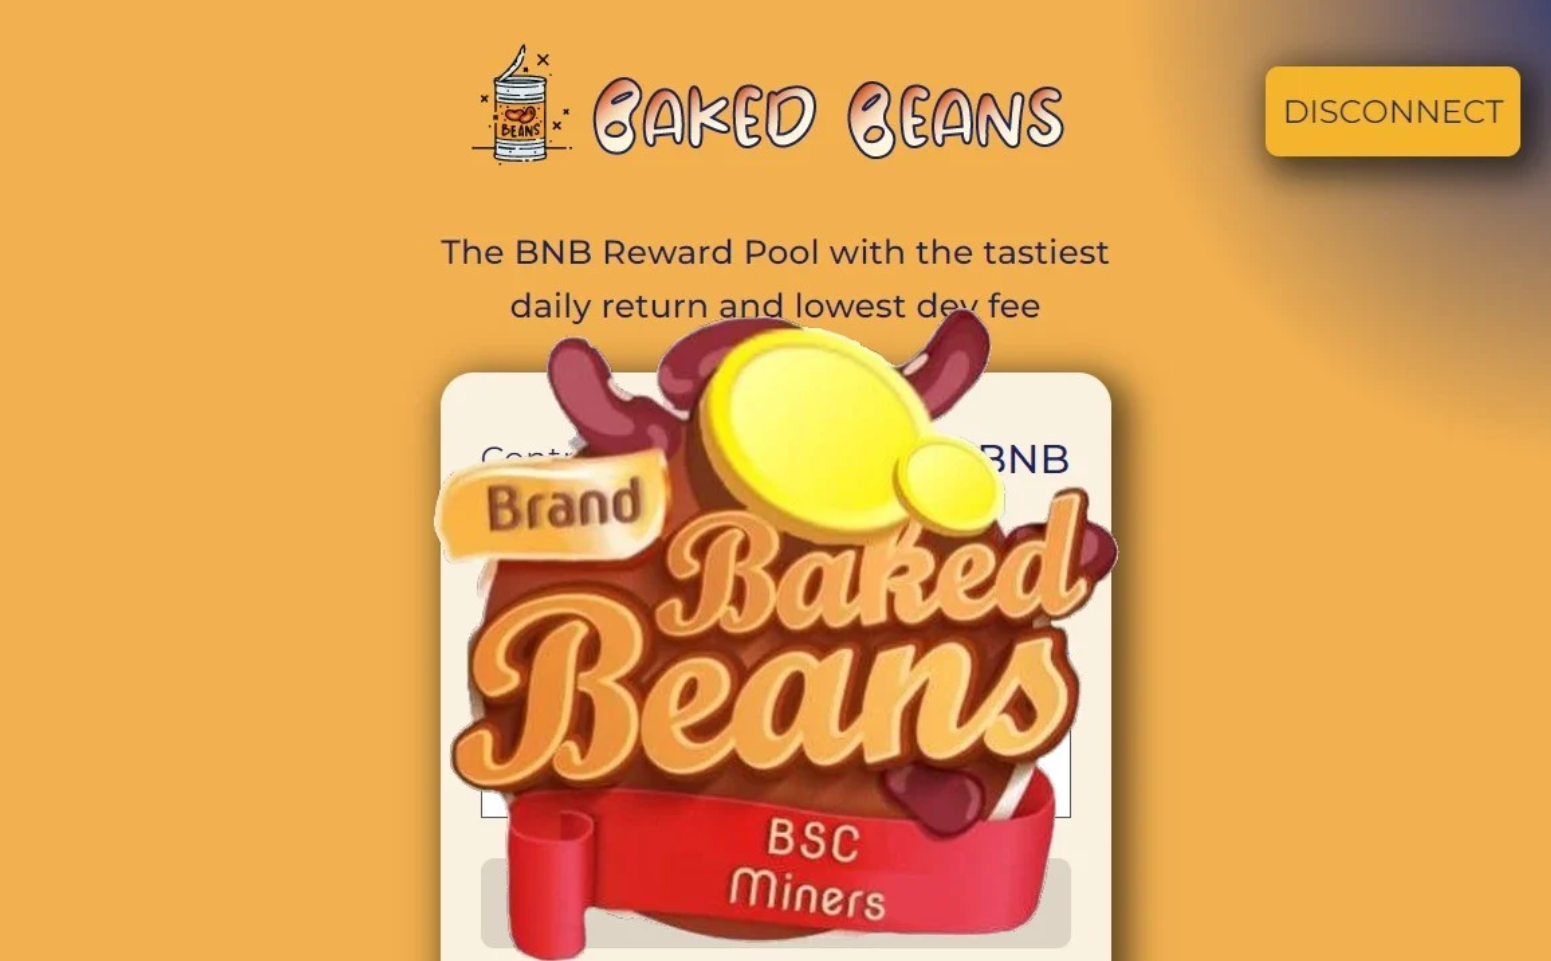 BEANS
BAKED BEANS
DISCONNECT
The BNB Reward Pool with the tastiest
daily return and lowest dev fee
BNB
Brand
Baked
Beans
BSC
Miners